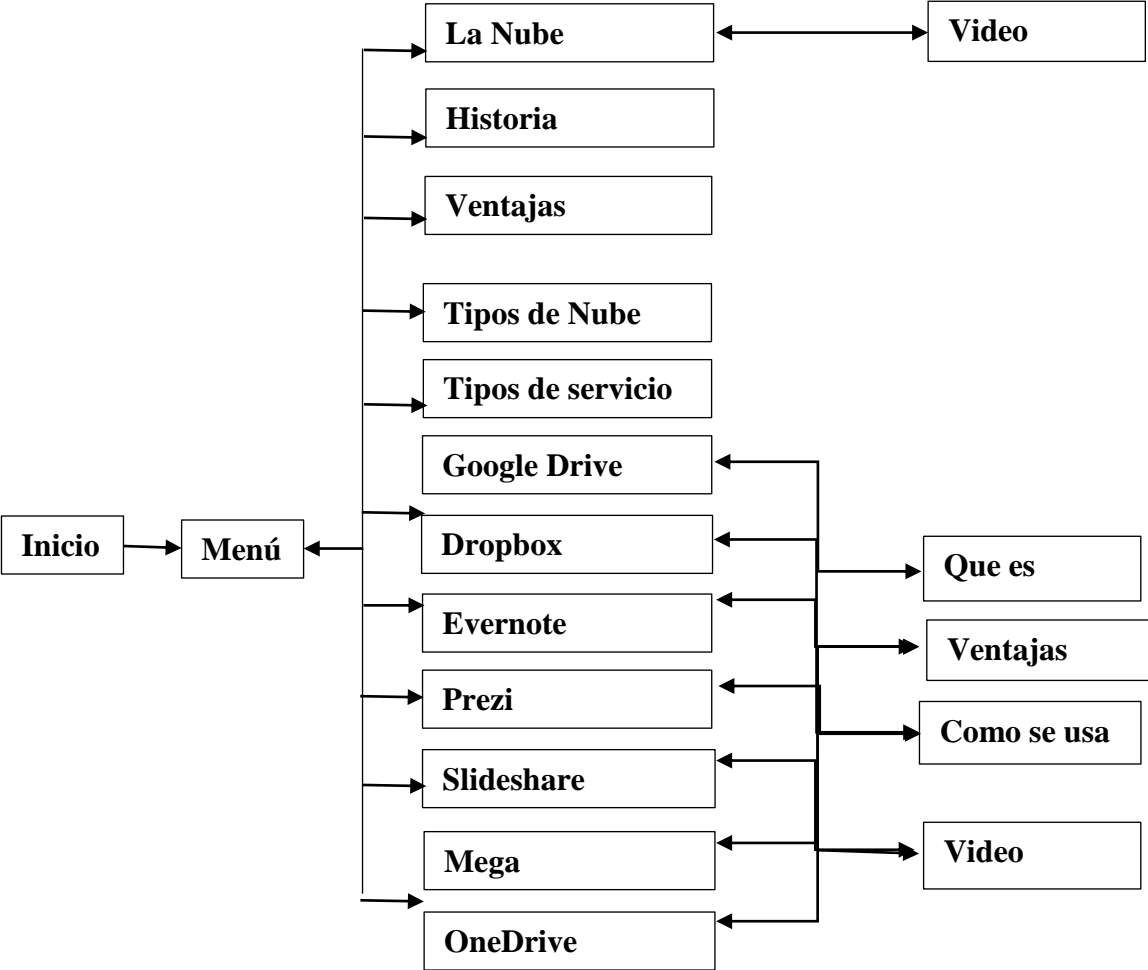 Inicio
Menú
La Nube
Historia
Ventajas
Tipos de Nube
Tipos de servicio
Google Drive
Dropbox
Evernote
Prezi
Slideshare
Mega
OneDrive
Video
Que es
Ventajas
Como se usa
Video